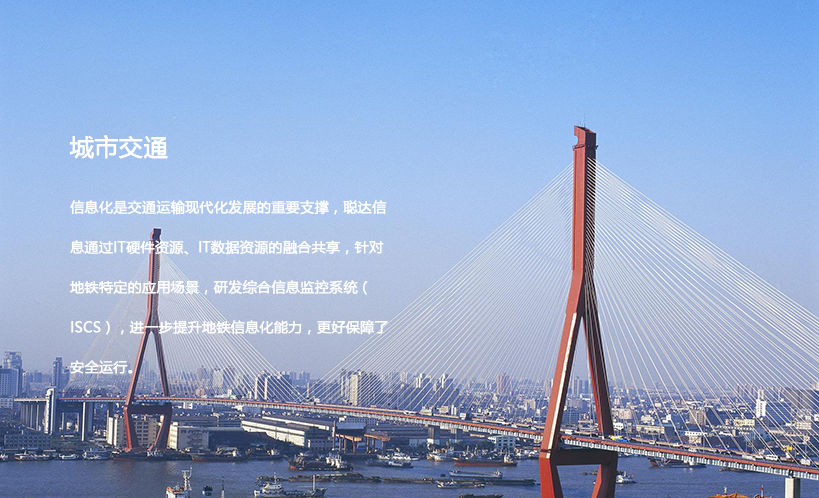 城市交通
信息化是交通运输现代化发展的重要支撑，聪达信
息通过IT硬件资源、IT数据资源的融合共享，针对
地铁特定的应用场景，研发综合信息监控系统（
ISCS），进一步提升地铁信息化能力，更好保障了
安全运行。